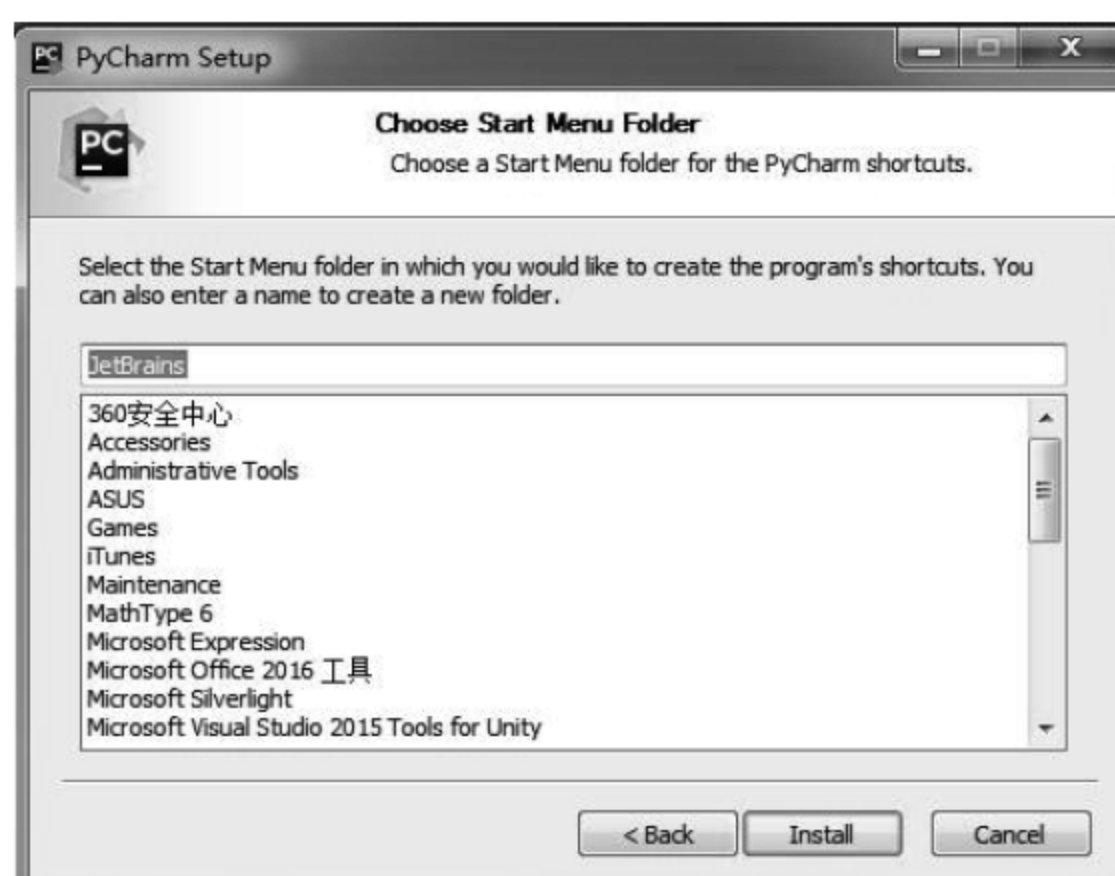 PC PyCharm Setup
PC
Choose Start Menu Folder
Choose a Start Menu folder for the PyCharm shortcuts.
Select the Start Menu folder in which you would like to create the program's shortcuts. You
can also enter a name to create a new folder.
JetBrains
360安全中心
Accessories
Administrative Tools
ASUS
Games
iTunes
Maintenance
MathType 6
Microsoft Expression
Microsoft Office 2016 工具
Microsoft Silverlight
Microsoft Visual Studio 2015 Tools for Unity
< Back Install Cancel